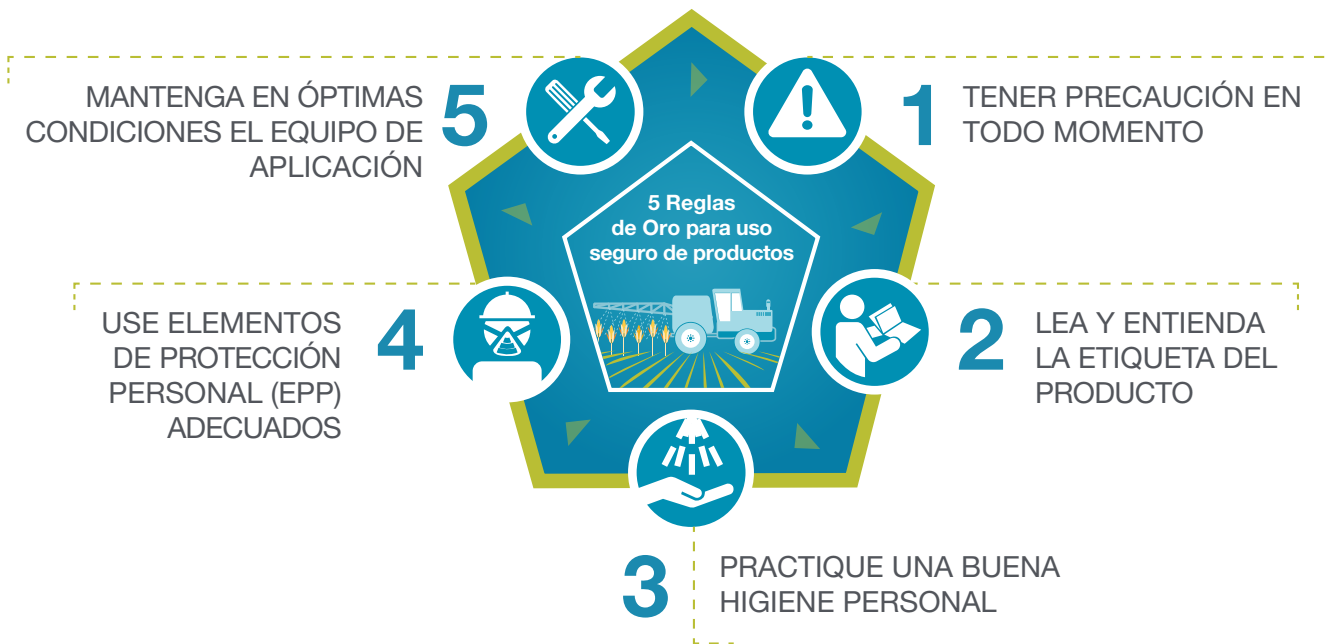 5 Reglas
de Oro para uso
seguro de productos
1
TENER PRECAUCIÓN EN
TODO MOMENTO
2
LEA Y ENTIENDA
LA ETIQUETA DEL
PRODUCTO
3
PRACTIQUE UNA BUENA
HIGIENE PERSONAL
4
USE ELEMENTOS
DE PROTECCIÓN
PERSONAL (EPP)
ADECUADOS
5
MANTENGA EN ÓPTIMAS
CONDICIONES EL EQUIPO DE
APLICACIÓN